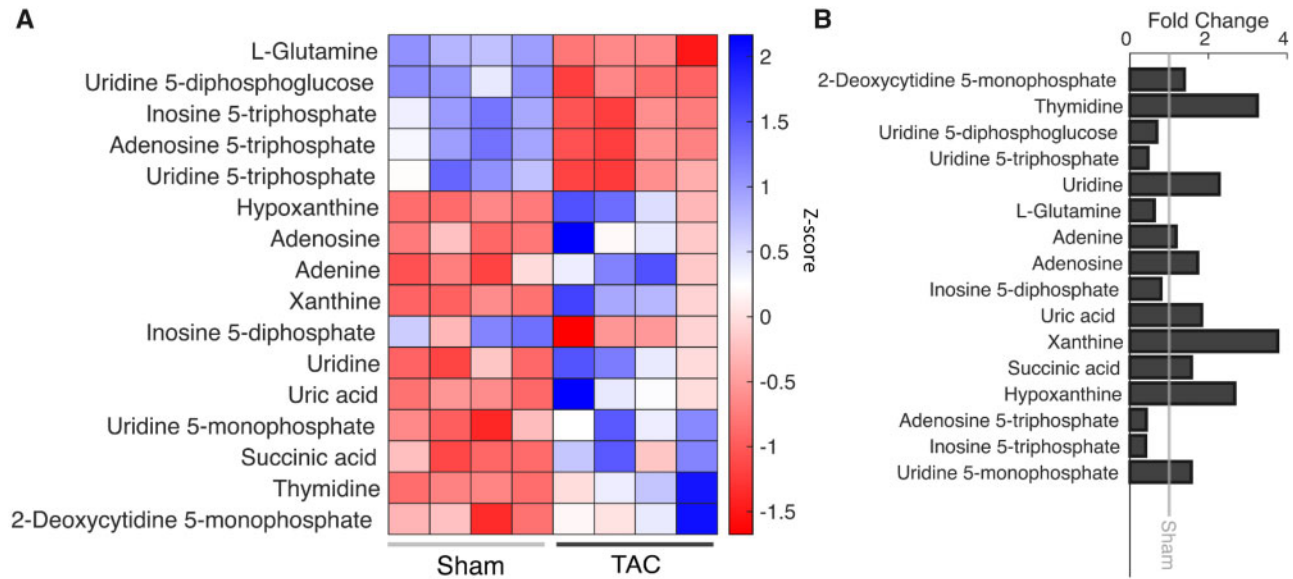 A
L-Glutamine
Uridine 5-diphosphoglucose
Inosine 5-triphosphate
Adenosine 5-triphosphate
Uridine 5-triphosphate
Hypoxanthine
Adenosine
Adenine
Xanthine
Inosine 5-diphosphate
Uridine
Uric acid
Uridine 5-monophosphate
Succinic acid
Thymidine
2-Deoxycytidine 5-monophosphate
Sham
TAC
2
1.5
1
0.5
0
-0.5
-1
-1.5
Z-score
B
Fold Change
0 2 4
2-Deoxycytidine 5-monophosphate
Thymidine
Uridine 5-diphosphoglucose
Uridine 5-triphosphate
Uridine
L-Glutamine
Adenine
Adenosine
Inosine 5-diphosphate
Uric acid
Xanthine
Succinic acid
Hypoxanthine
Adenosine 5-triphosphate
Inosine 5-triphosphate
Uridine 5-monophosphate
Sham